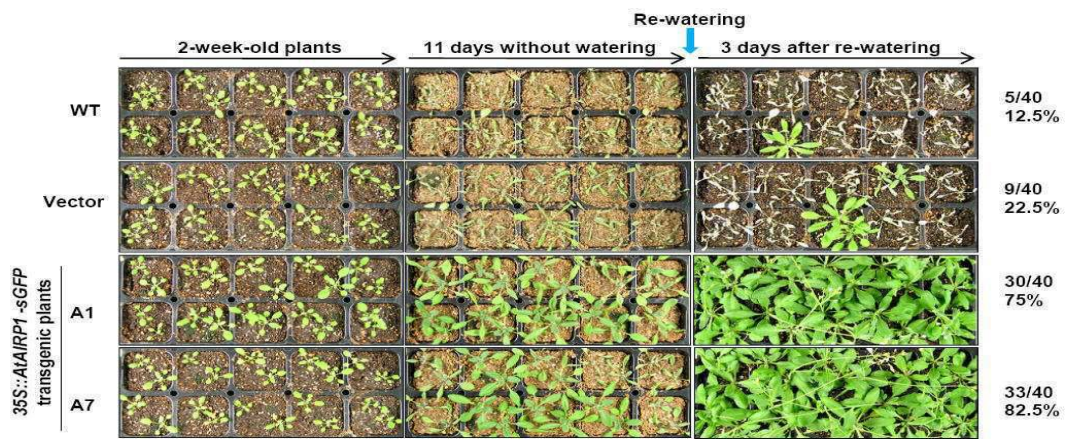 Re-watering
2-week-old plants
11 days without watering
3 days after re-watering
WT
5/40
12.5%
Vector
9/40
22.5%
35S::AtAIRP1 -sGFP
transgenic plants
A1
30/40
75%
A7
33/40
82.5%